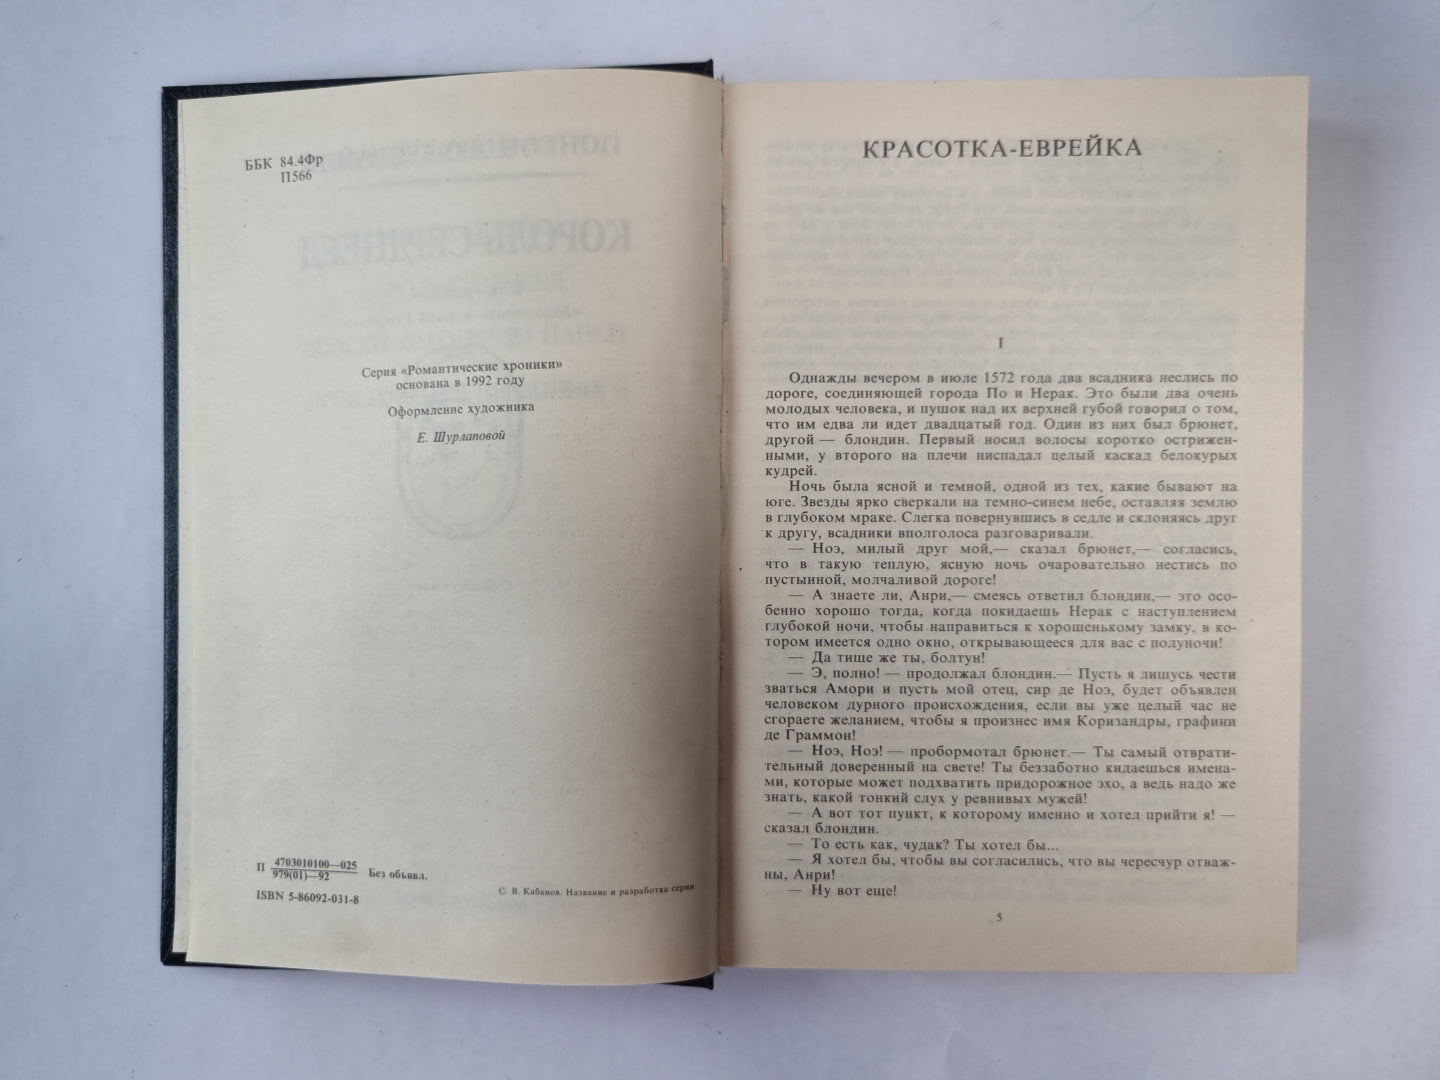 ББК 84.4Фр
П566
Серия «Романтические хроники»
основана в 1992 году
Оформление художника
Е. Шурлаповой
П 4703010100—025
979(01)—92 Без объявл.
ISBN 5-86092-031-8
© В. Кабанов. Название и разработка серии
КРАСОТКА-ЕВРЕЙКА
I
Однажды вечером в июле 1572 года два всадника неслись по
дороге, соединяющей города По и Нерак. Это были два очень
молодых человека, и пушок над их верхней губой говорил о том,
что им едва ли идет двадцатый год. Один из них был брюнет,
другой — блондин. Первый носил волосы коротко острижен-
ными, у второго на плечи ниспадал целый каскад белокурых
кудрей.
Ночь была ясной и темной, одной из тех, какие бывают на
юге. Звезды ярко сверкали на темно-синем небе, оставляя землю
в глубоком мраке. Слегка повернувшись в седле и склоняясь друг
к другу, всадники вполголоса разговаривали.
— Ноэ, милый друг мой,— сказал брюнет,— согласись,
что в такую теплую, ясную ночь очаровательно нестись по
пустынной, молчаливой дороге!
— А знаете ли, Анри,— смеясь ответил блондин,— это осо-
бенно хорошо тогда, когда покидаешь Нерак с наступлением
глубокой ночи, чтобы направиться к хорошенькому замку, в ко-
тором имеется одно окно, открывающееся для вас с полуночи!
— Да тише же ты, болтун!
— Э, полно! — продолжал блондин.— Пусть я лишусь чести
зваться Амори и пусть мой отец, сир де Ноэ, будет объявлен
человеком дурного происхождения, если вы уже целый час не
сгораете желанием, чтобы я произнес имя Коризандры, графини
де Граммон!
— Ноэ, Ноэ! — пробормотал брюнет.— Ты самый отврати-
тельный доверенный на свете! Ты беззаботно кидаешься имена-
ми, которые может подхватить придорожное эхо, а ведь надо же
знать, какой тонкий слух у ревнивых мужей!
— А вот тот пункт, к которому именно и хотел прийти я! —
сказал блондин.
— То есть как, чудак? Ты хотел бы...
— Я хотел бы, чтобы вы согласились, что вы чересчур отваж-
ны, Анри!
— Ну вот еще!
5